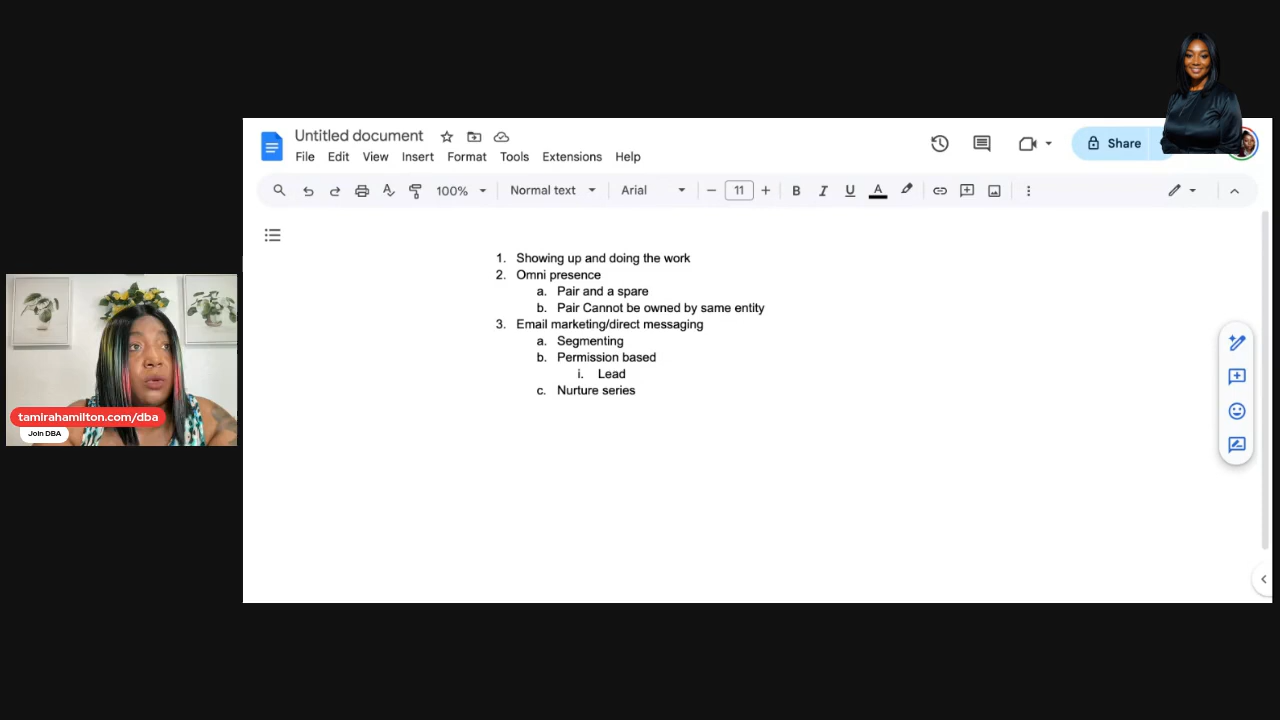 Untitled document
File Edit View Insert Format Tools Extensions Help
Share
100% Normal text Arial 11 B I U A
1. Showing up and doing the work
2. Omni presence
a. Pair and a spare
b. Pair Cannot be owned by same entity
3. Email marketing/direct messaging
a. Segmenting
b. Permission based
i. Lead
c. Nurture series
tamirahamilton.com/dba
Join DBA